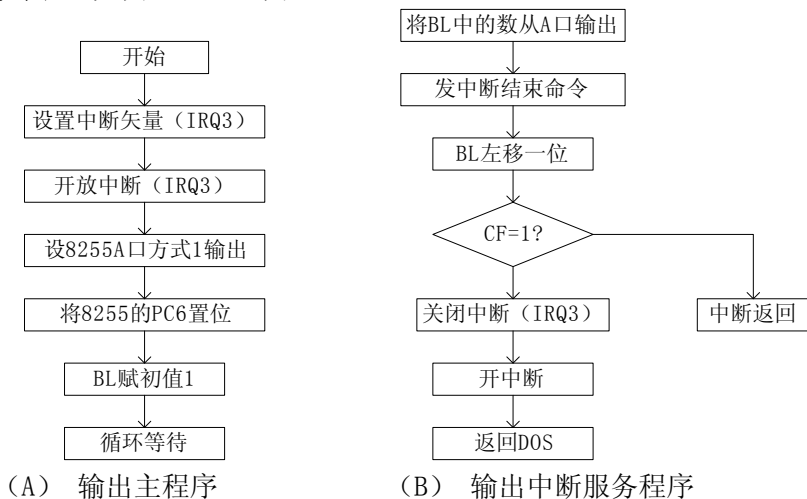 开始
设置中断矢量（IRQ3）
开放中断（IRQ3）
设8255A口方式1输出
将8255的PC6置位
BL赋初值1
循环等待
（A） 输出主程序
将BL中的数从A口输出
发中断结束命令
BL左移一位
CF=1?
关闭中断（IRQ3）
中断返回
开中断
返回DOS
（B） 输出中断服务程序